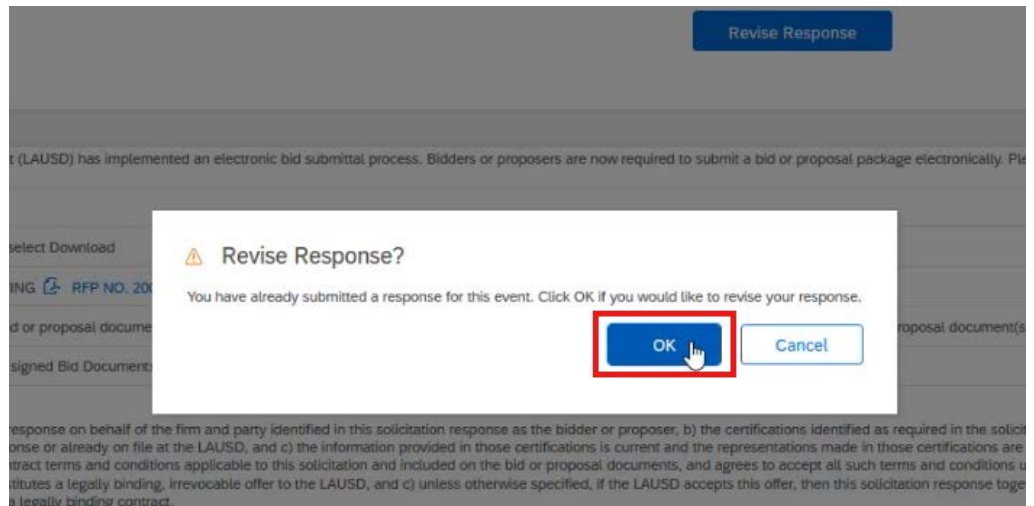 Revise Response
(LAUSD) has implemented an electronic bid submittal process. Bidders or proposers are now required to submit a bid or proposal package electronically.
select Download
RFP NO.
Revise Response?
You have already submitted a response for this event. Click OK if you would like to revise your response.
d or proposal
roposal document(s
OK
Cancel
signed Bid
response on behalf of the firm and party identified in this solicitation response as the bidder or proposer, b) the certifications identified as required in the
onse or already on file at the LAUSD, and c) the information provided in those certifications is current and the representations made in those certifications are
terms and conditions applicable to this solicitation and included on the bid or proposal documents, and agrees to accept all such terms and conditions
stitutes a legally binding, irrevocable offer to the LAUSD, and c) unless otherwise specified, if the LAUSD accepts this offer, then this solicitation response
a legally binding contract.